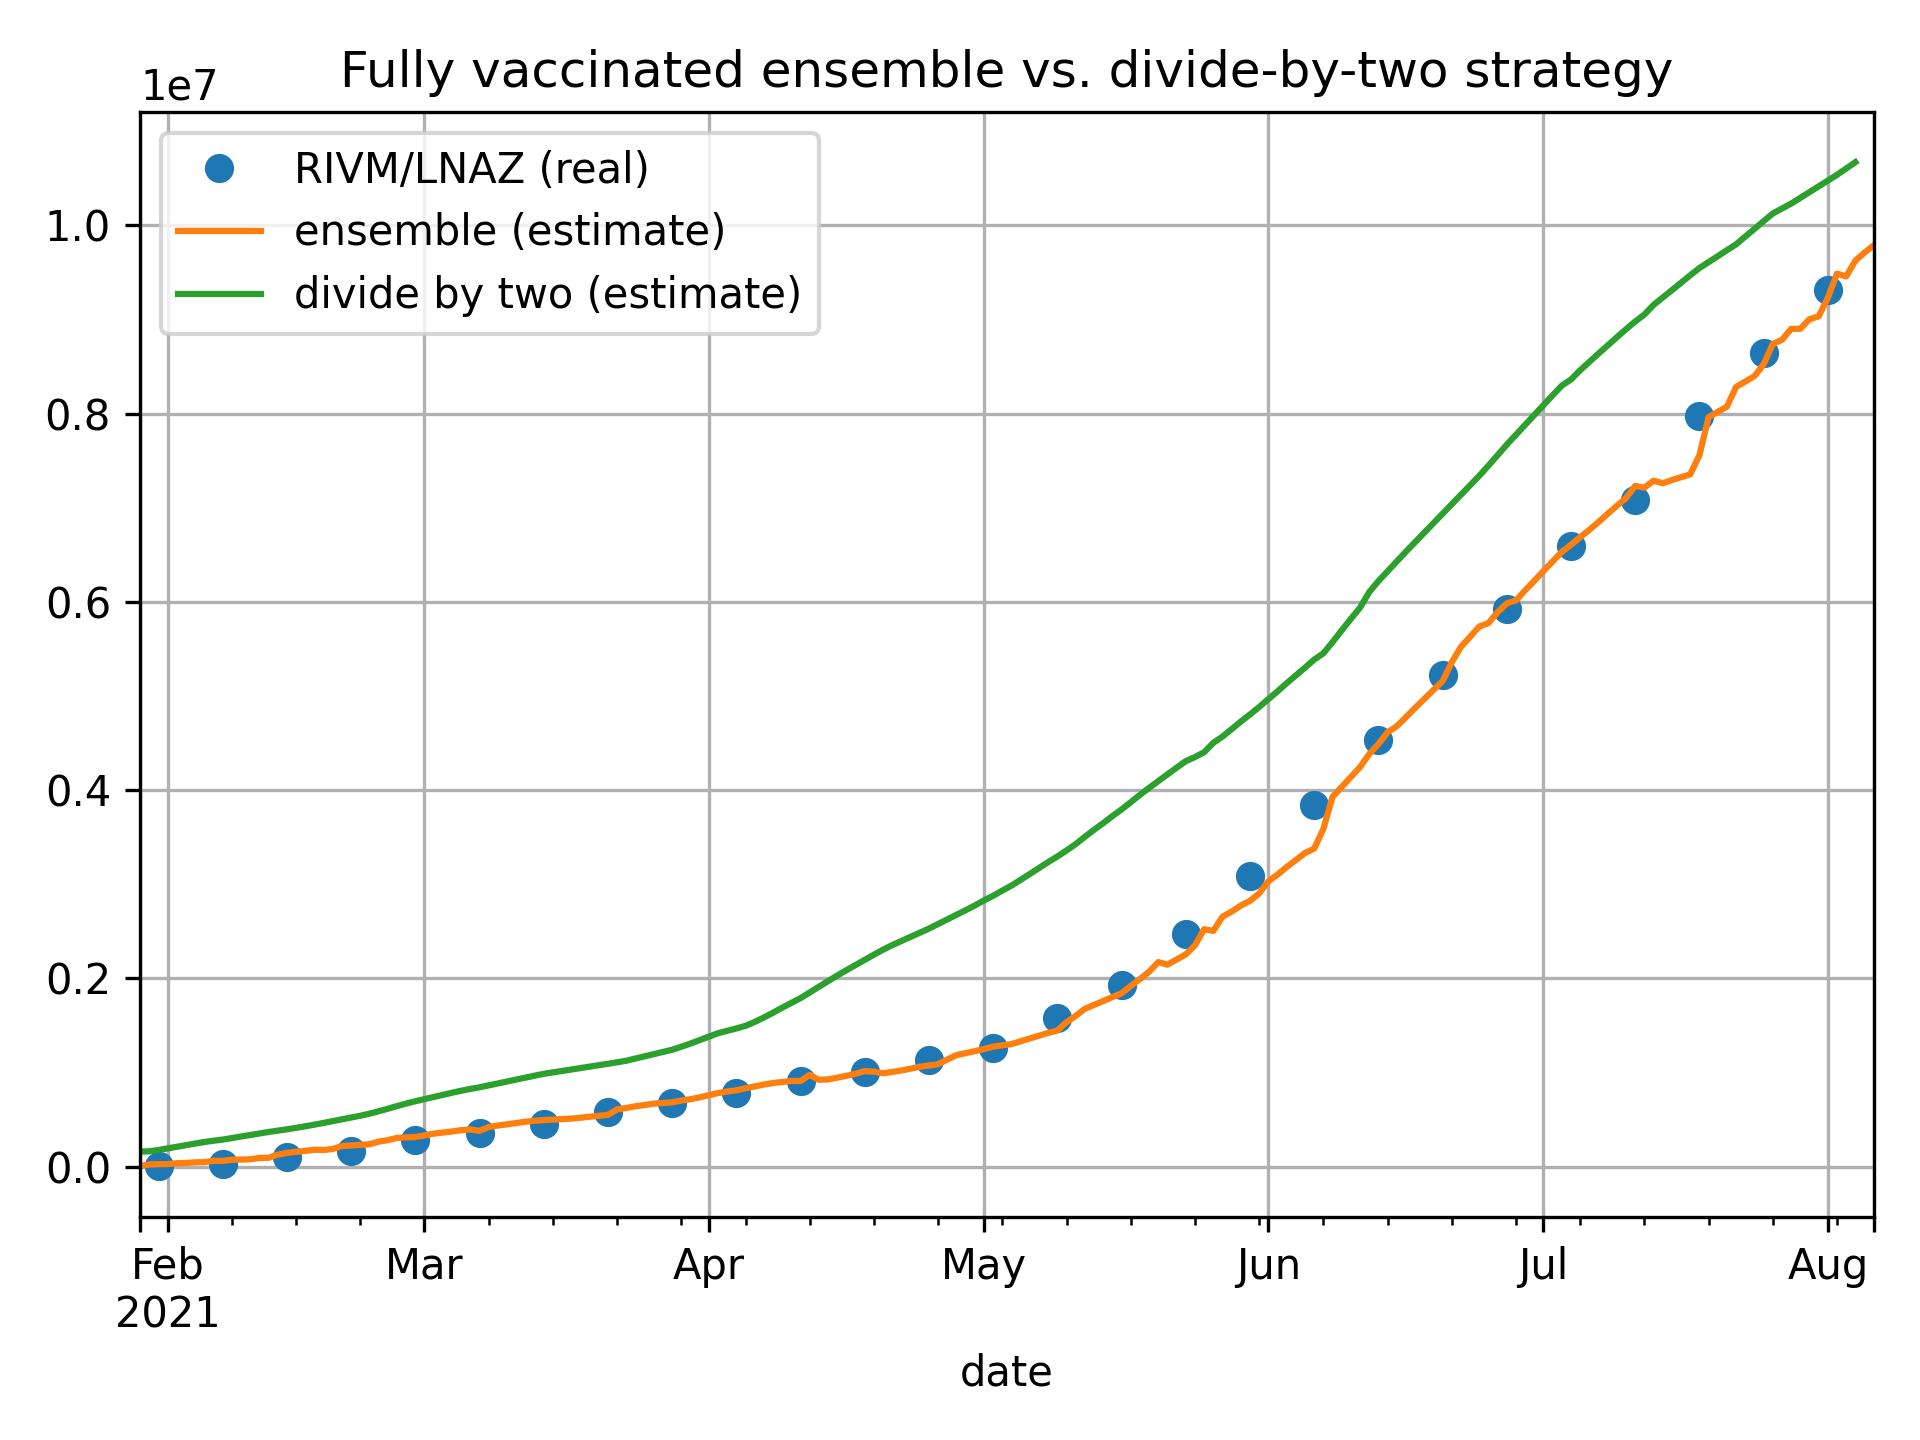 Fully vaccinated ensemble vs. divide-by-two strategy
1e7
RIVM/LNAZ (real)
ensemble (estimate)
divide by two (estimate)
1.0
0.8
0.6
0.4
0.2
0.0
Feb Mar Apr May Jun Jul Aug
2021
date